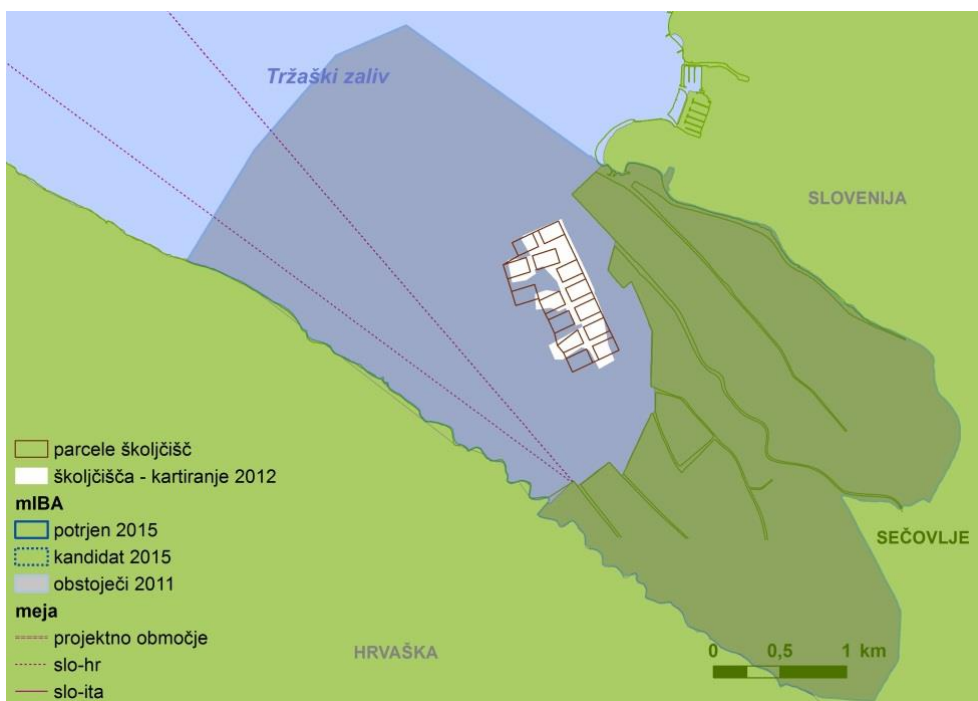 Tržaški zaliv
SLOVENIJA
SEČOVLJE
HRVAŠKA
parcele školjčišč
školjčišča - kartiranje 2012
mIBA
potrjen 2015
kandidat 2015
obstoječi 2011
meja
projektno območje
slo-hr
slo-ita
0 0,5 1 km